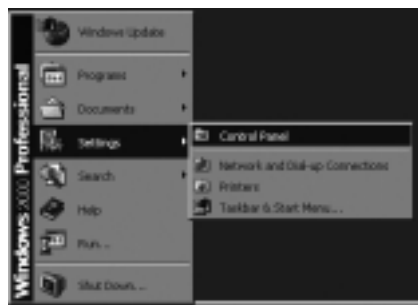 Windows 2000 Professional
Windows Update
Programs
Documents
Settings
Search
Help
Run...
Shut Down...
Control Panel
Network and Dial-up Connections
Printers
Taskbar & Start Menu...